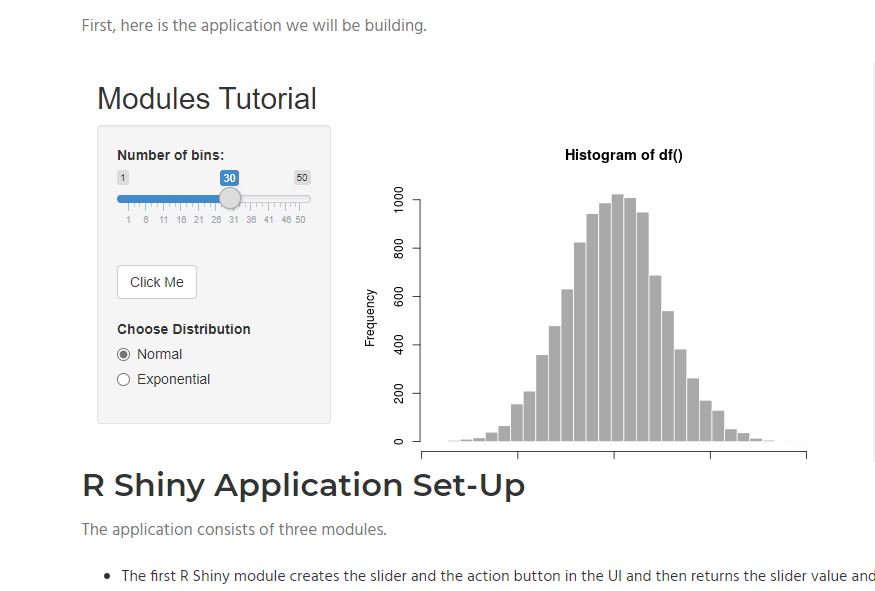 First, here is the application we will be building.
Modules Tutorial
Number of bins:
1 30 50
1 6 11 16 21 26 31 36 41 46 50
Click Me
Choose Distribution
Normal
Exponential
Histogram of df()
Frequency
1000
800
600
400
200
0
R Shiny Application Set-Up
The application consists of three modules.
• The first R Shiny module creates the slider and the action button in the UI and then returns the slider value and